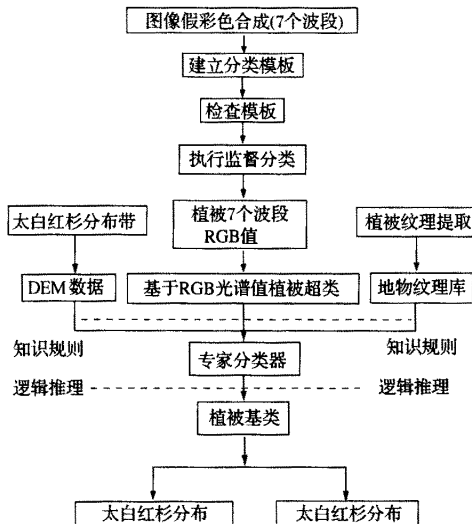 图像假彩色合成(7个波段)
建立分类模板
检查模板
执行监督分类
太白红杉分布带
植被7个波段
RGB值
植被纹理提取
DEM数据
基于RGB光谱值植被超类
地物纹理库
知识规则
知识规则
专家分类器
逻辑推理
逻辑推理
植被基类
太白红杉分布
太白红杉分布